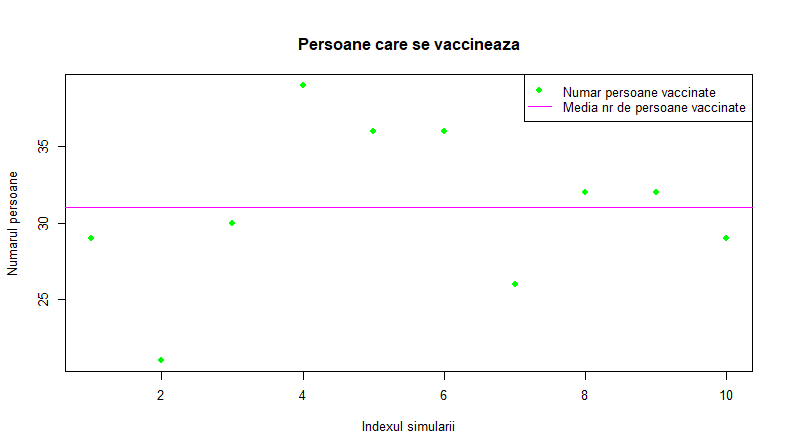 Persoane care se vaccineaza
Numar persoane vaccinate
Media nr de persoane vaccinate
Numarul persoane
35
30
25
2
4
6
8
10
Indexul simularii